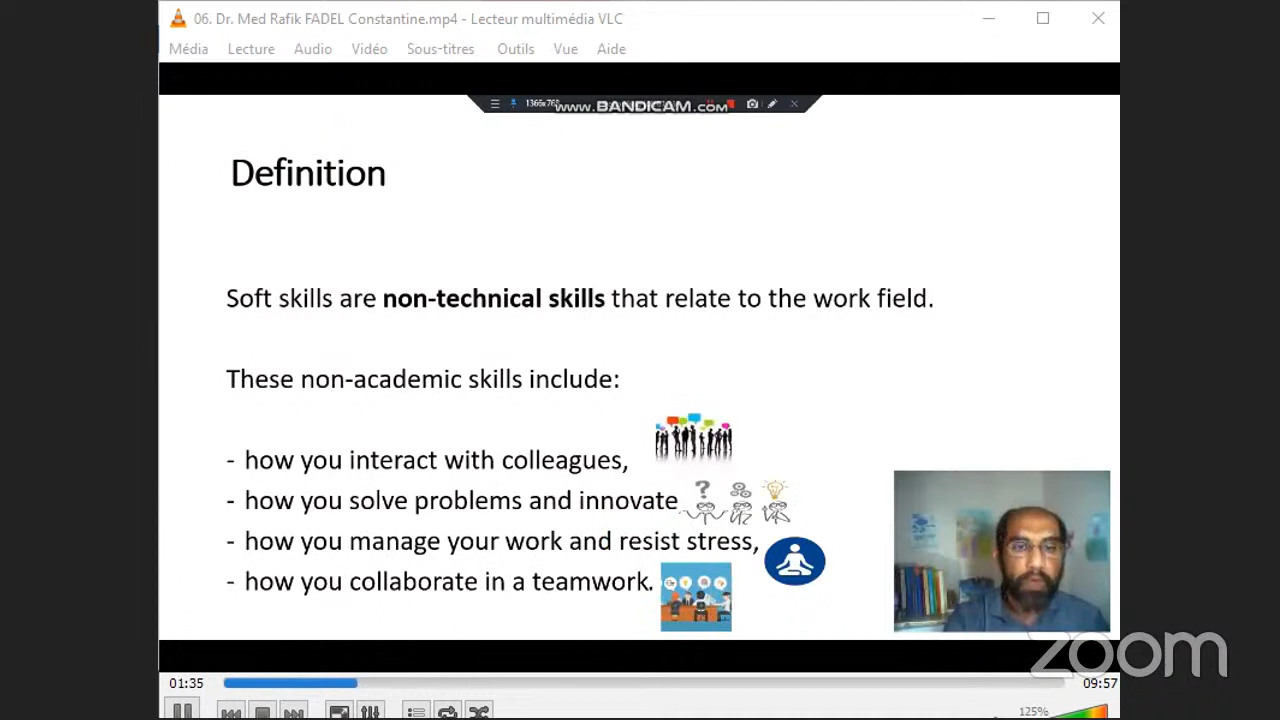 06. Dr. Med Rafik FADEL Constantine.mp4 - Lecteur multimédia VLC
Média Lecture Audio Vidéo Sous-titres Outils Vue Aide
1366x768
www.BANDICAM.COM
Definition
Soft skills are non-technical skills that relate to the work field.
These non-academic skills include:
- how you interact with colleagues,
- how you solve problems and innovate,
- how you manage your work and resist stress,
- how you collaborate in a teamwork.
zoom
01:35
09:57
125%